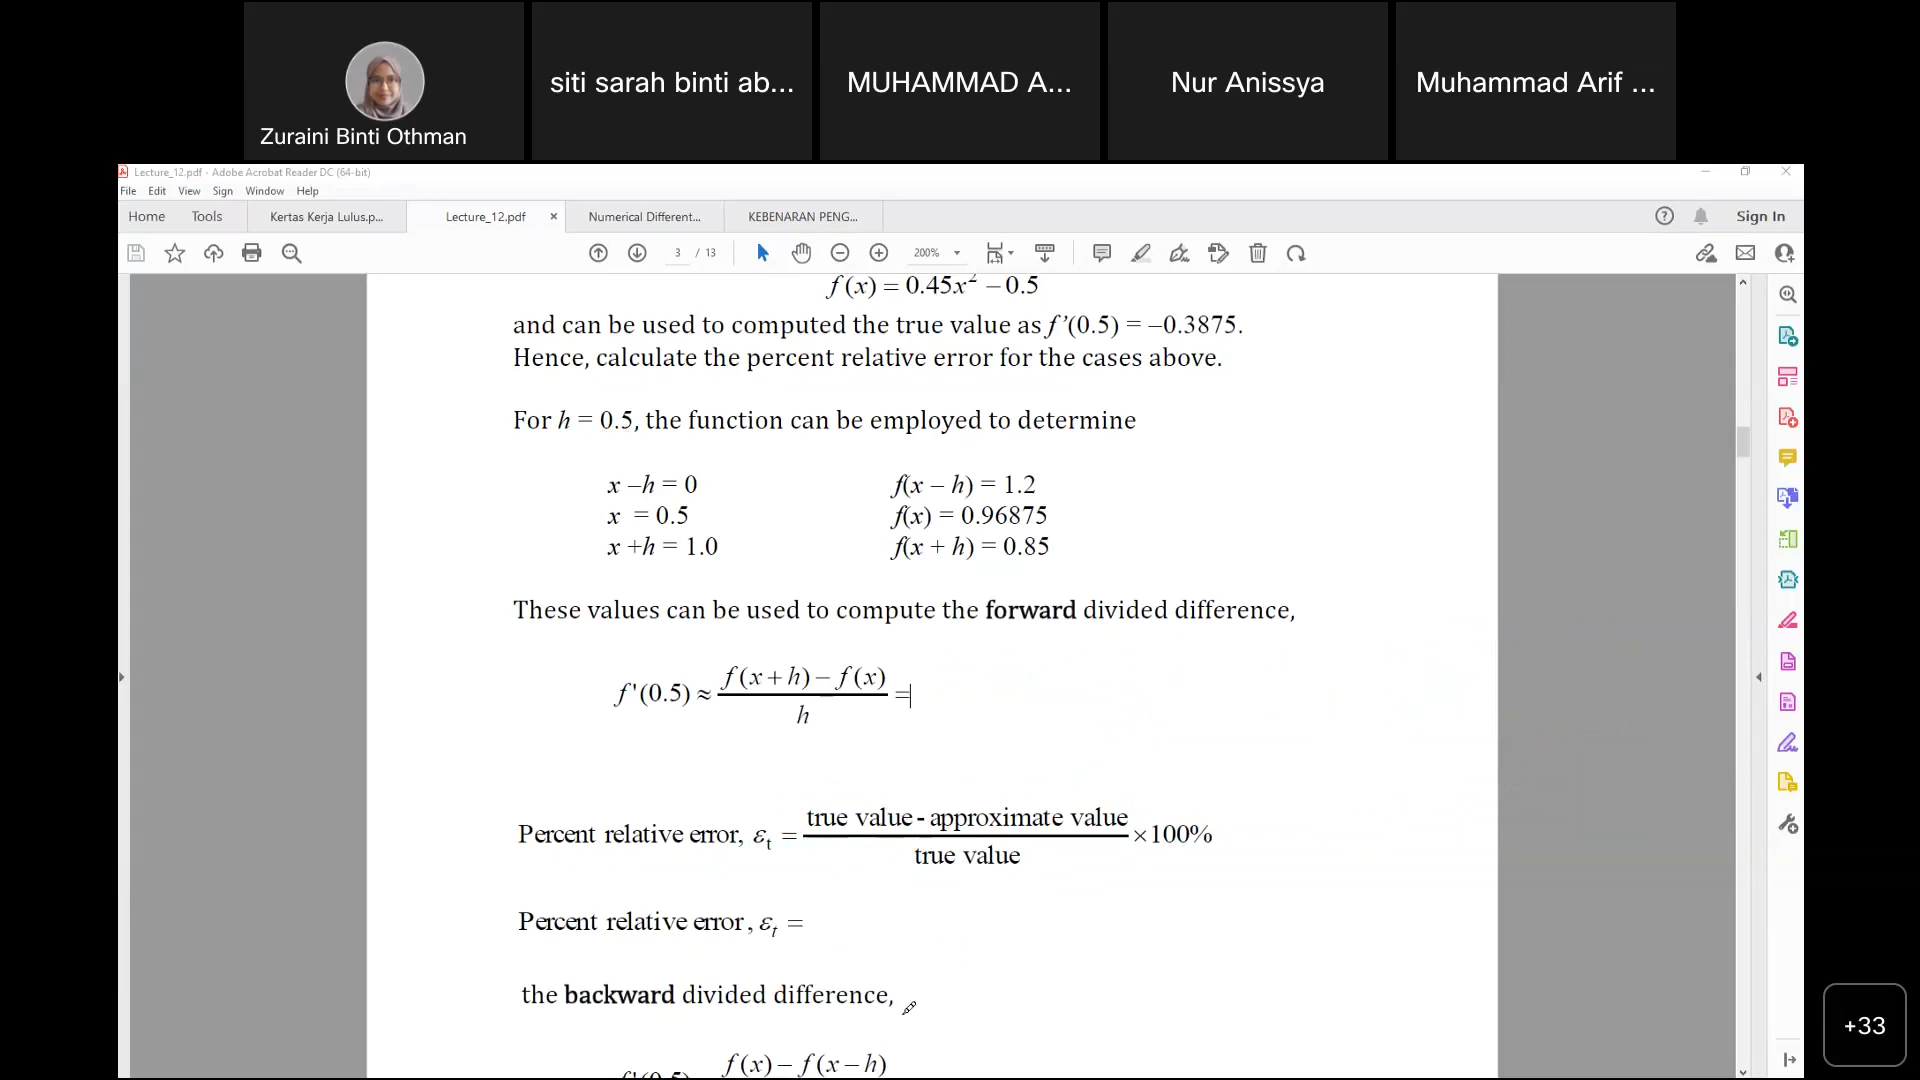 siti sarah binti ab...
MUHAMMAD A...
Nur Anissya
Muhammad Arif ...
Zuraini Binti Othman
Lecture_12.pdf - Adobe Acrobat Reader DC (64-bit)
File Edit View Sign Window Help
Home Tools Kertas Kerja Lulus.p... Lecture_12.pdf × Numerical Different... KEBENARAN PENG... Sign In
3 / 13 200%
f(x) = 0.45x² – 0.5
and can be used to computed the true value as f’(0.5) = –0.3875.
Hence, calculate the percent relative error for the cases above.
For h = 0.5, the function can be employed to determine
x –h = 0 f(x – h) = 1.2
x = 0.5 f(x) = 0.96875
x +h = 1.0 f(x + h) = 0.85
These values can be used to compute the forward divided difference,
f'(0.5) ≈ (f(x+h) – f(x)) / h =
Percent relative error, εt = (true value - approximate value) / (true value) ×100%
Percent relative error, εt =
the backward divided difference,
f'(0.5) f(x) – f(x – h)
+33